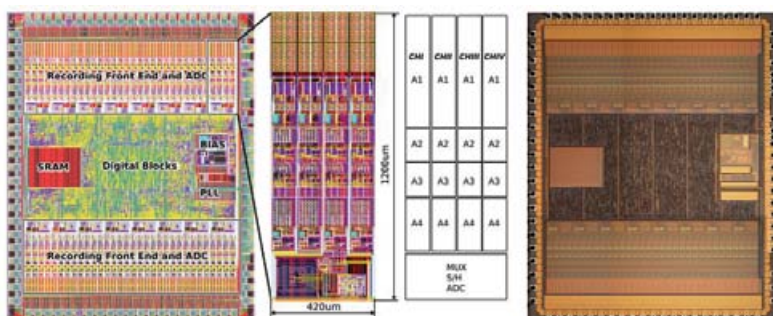 Recording Front End and ADC
SRAM
Digital Blocks
BIAS
PLL
Recording Front End and ADC
1200um
420um
CHI CHII CHIII CHIV
A1 A1 A1 A1
A2 A2 A2 A2
A3 A3 A3 A3
A4 A4 A4 A4
MUX
S/H
ADC